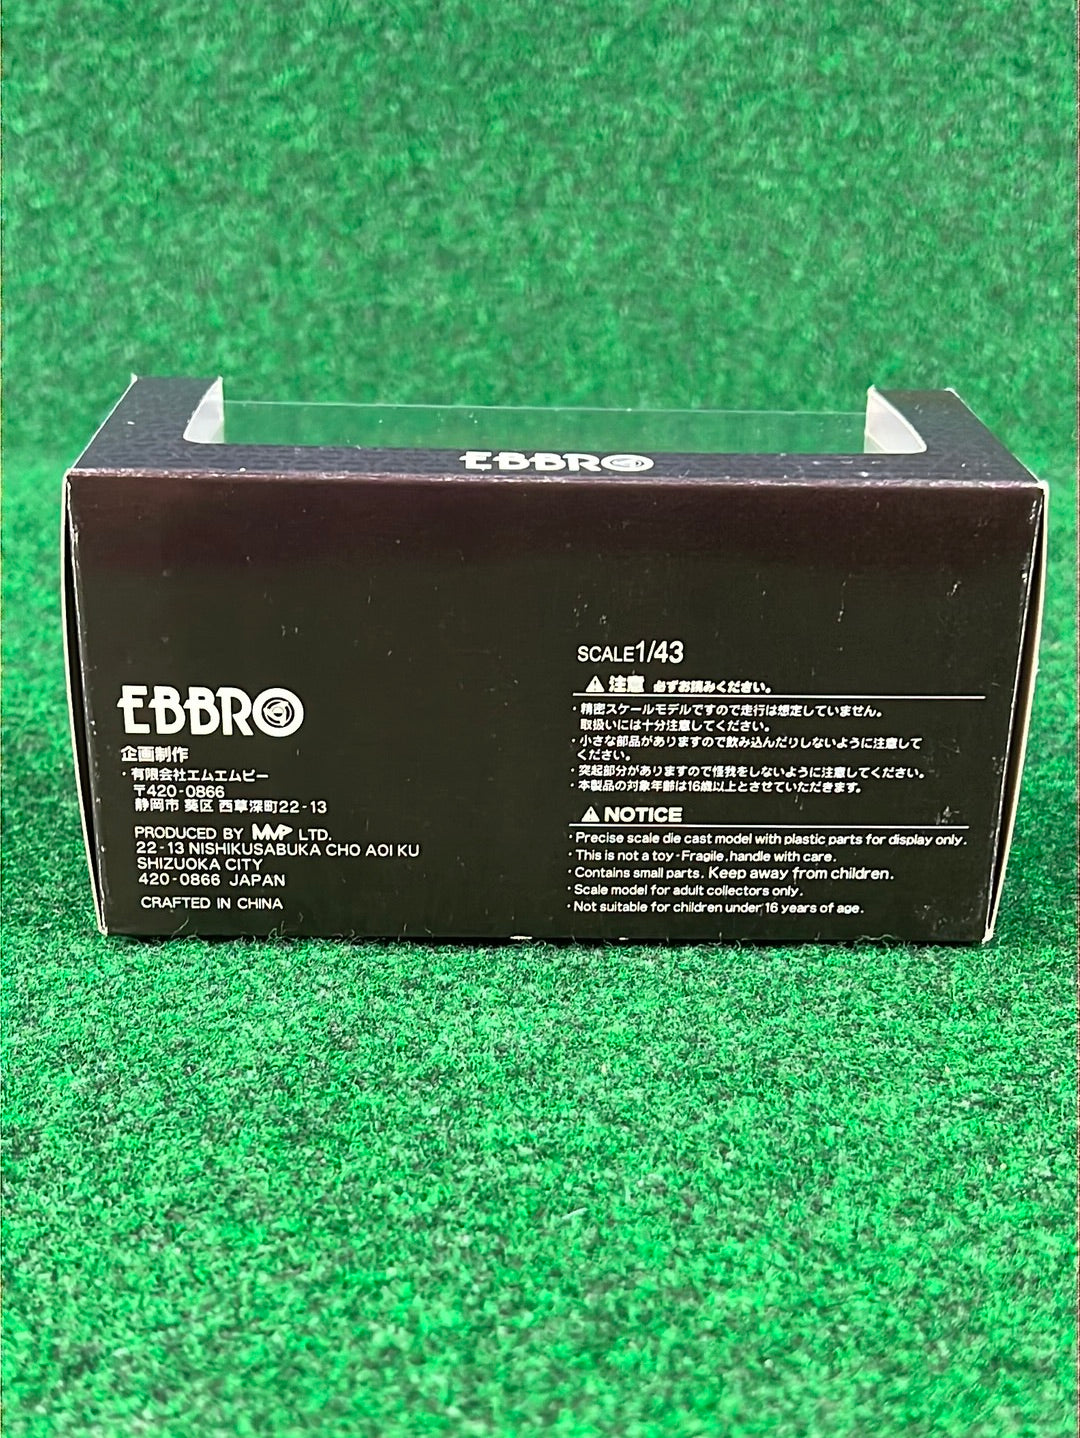 EBBRO
EBBRO
企画制作
・有限会社エムエムピー
〒420-0866
静岡市 葵区 西草深町22-13
PRODUCED BY MMP LTD.
22-13 NISHIKUSABUKA CHO AOI KU
SHIZUOKA CITY
420-0866 JAPAN
CRAFTED IN CHINA
SCALE1/43
⚠注意 必ずお読みください。
・精密スケールモデルですので走行は想定していません。
取扱いには十分注意してください。
・小さな部品がありますので飲み込んだりしないように注意して
ください。
・突起部分がありますので怪我をしないように注意してください。
・本製品の対象年齢は16歳以上とさせていただきます。
⚠NOTICE
・Precise scale die cast model with plastic parts for display only.
・This is not a toy-Fragile, handle with care.
・Contains small parts. Keep away from children.
・Scale model for adult collectors only.
・Not suitable for children under 16 years of age.